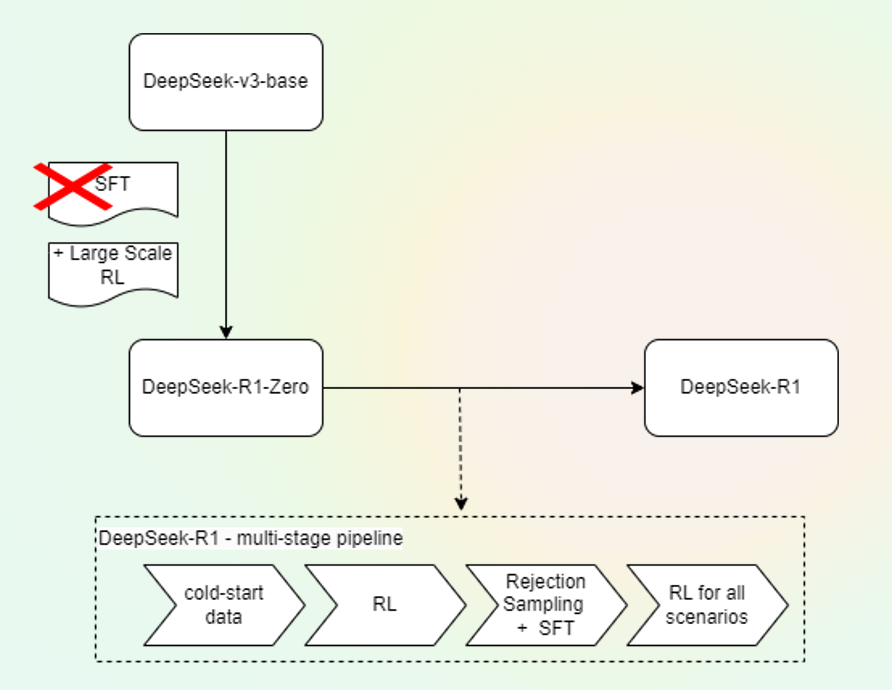 DeepSeek-v3-base
SFT
+ Large Scale
RL
DeepSeek-R1-Zero
DeepSeek-R1
DeepSeek-R1 - multi-stage pipeline
cold-start
data
RL
Rejection
Sampling
+ SFT
RL for all
scenarios